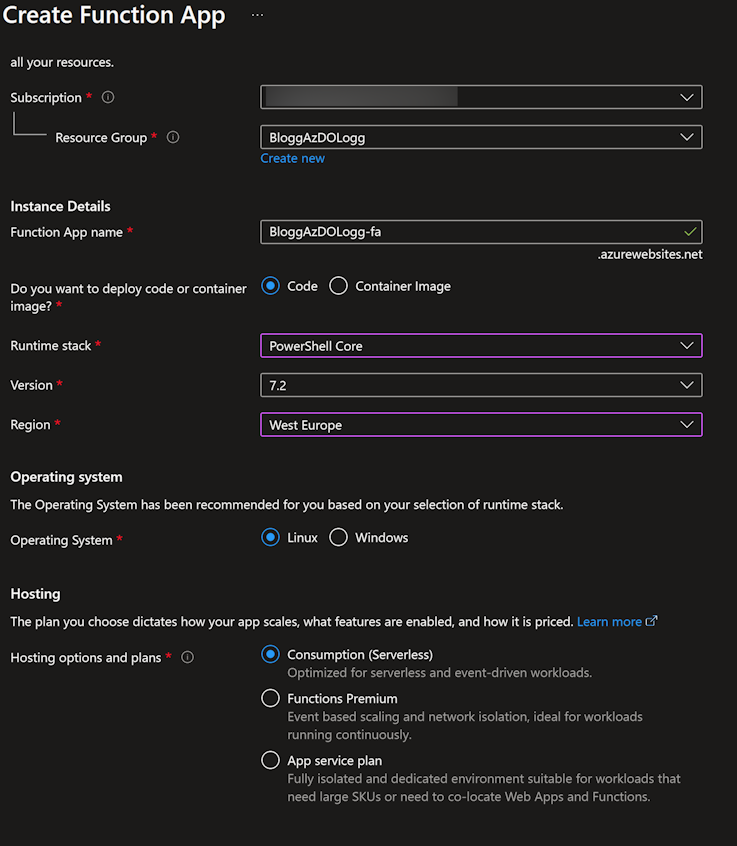 Create Function App ...
all your resources.
Subscription *
Resource Group *
BloggAzDOLogg
Create new
Instance Details
Function App name *
BloggAzDOLogg-fa
.azurewebsites.net
Do you want to deploy code or container
image? *
Code
Container Image
Runtime stack *
PowerShell Core
Version *
7.2
Region *
West Europe
Operating system
The Operating System has been recommended for you based on your selection of runtime stack.
Operating System *
Linux
Windows
Hosting
The plan you choose dictates how your app scales, what features are enabled, and how it is priced. Learn more
Hosting options and plans *
Consumption (Serverless)
Optimized for serverless and event-driven workloads.
Functions Premium
Event based scaling and network isolation, ideal for workloads
running continuously.
App service plan
Fully isolated and dedicated environment suitable for workloads that
need large SKUs or need to co-locate Web Apps and Functions.